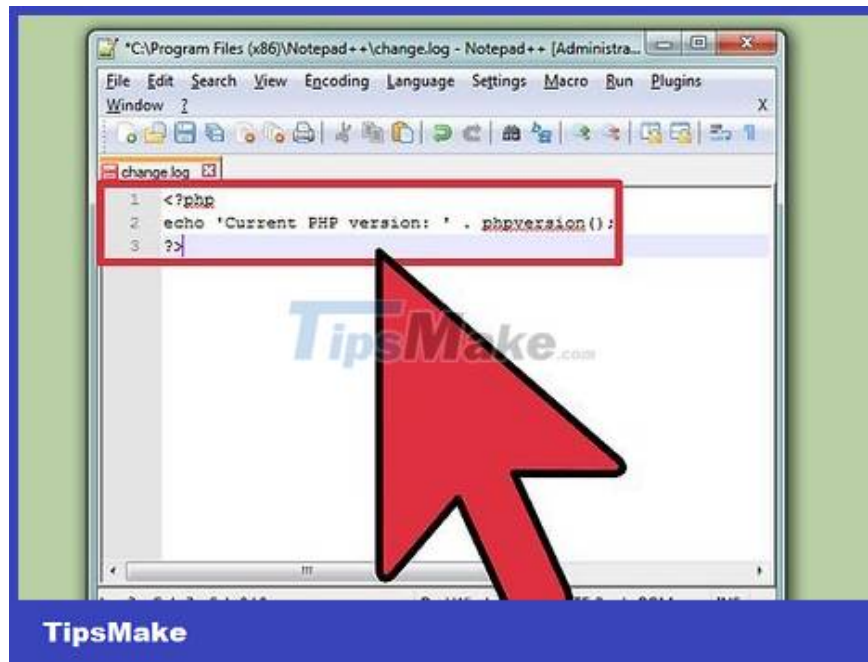 *C:\Program Files (x86)\Notepad++\change.log - Notepad++ [Administra...
File Edit Search View Encoding Language Settings Macro Run Plugins
Window ? X
change.log
1 <?php
2 echo 'Current PHP version: ' . phpversion();
3 ?>
TipsMake.com
TipsMake